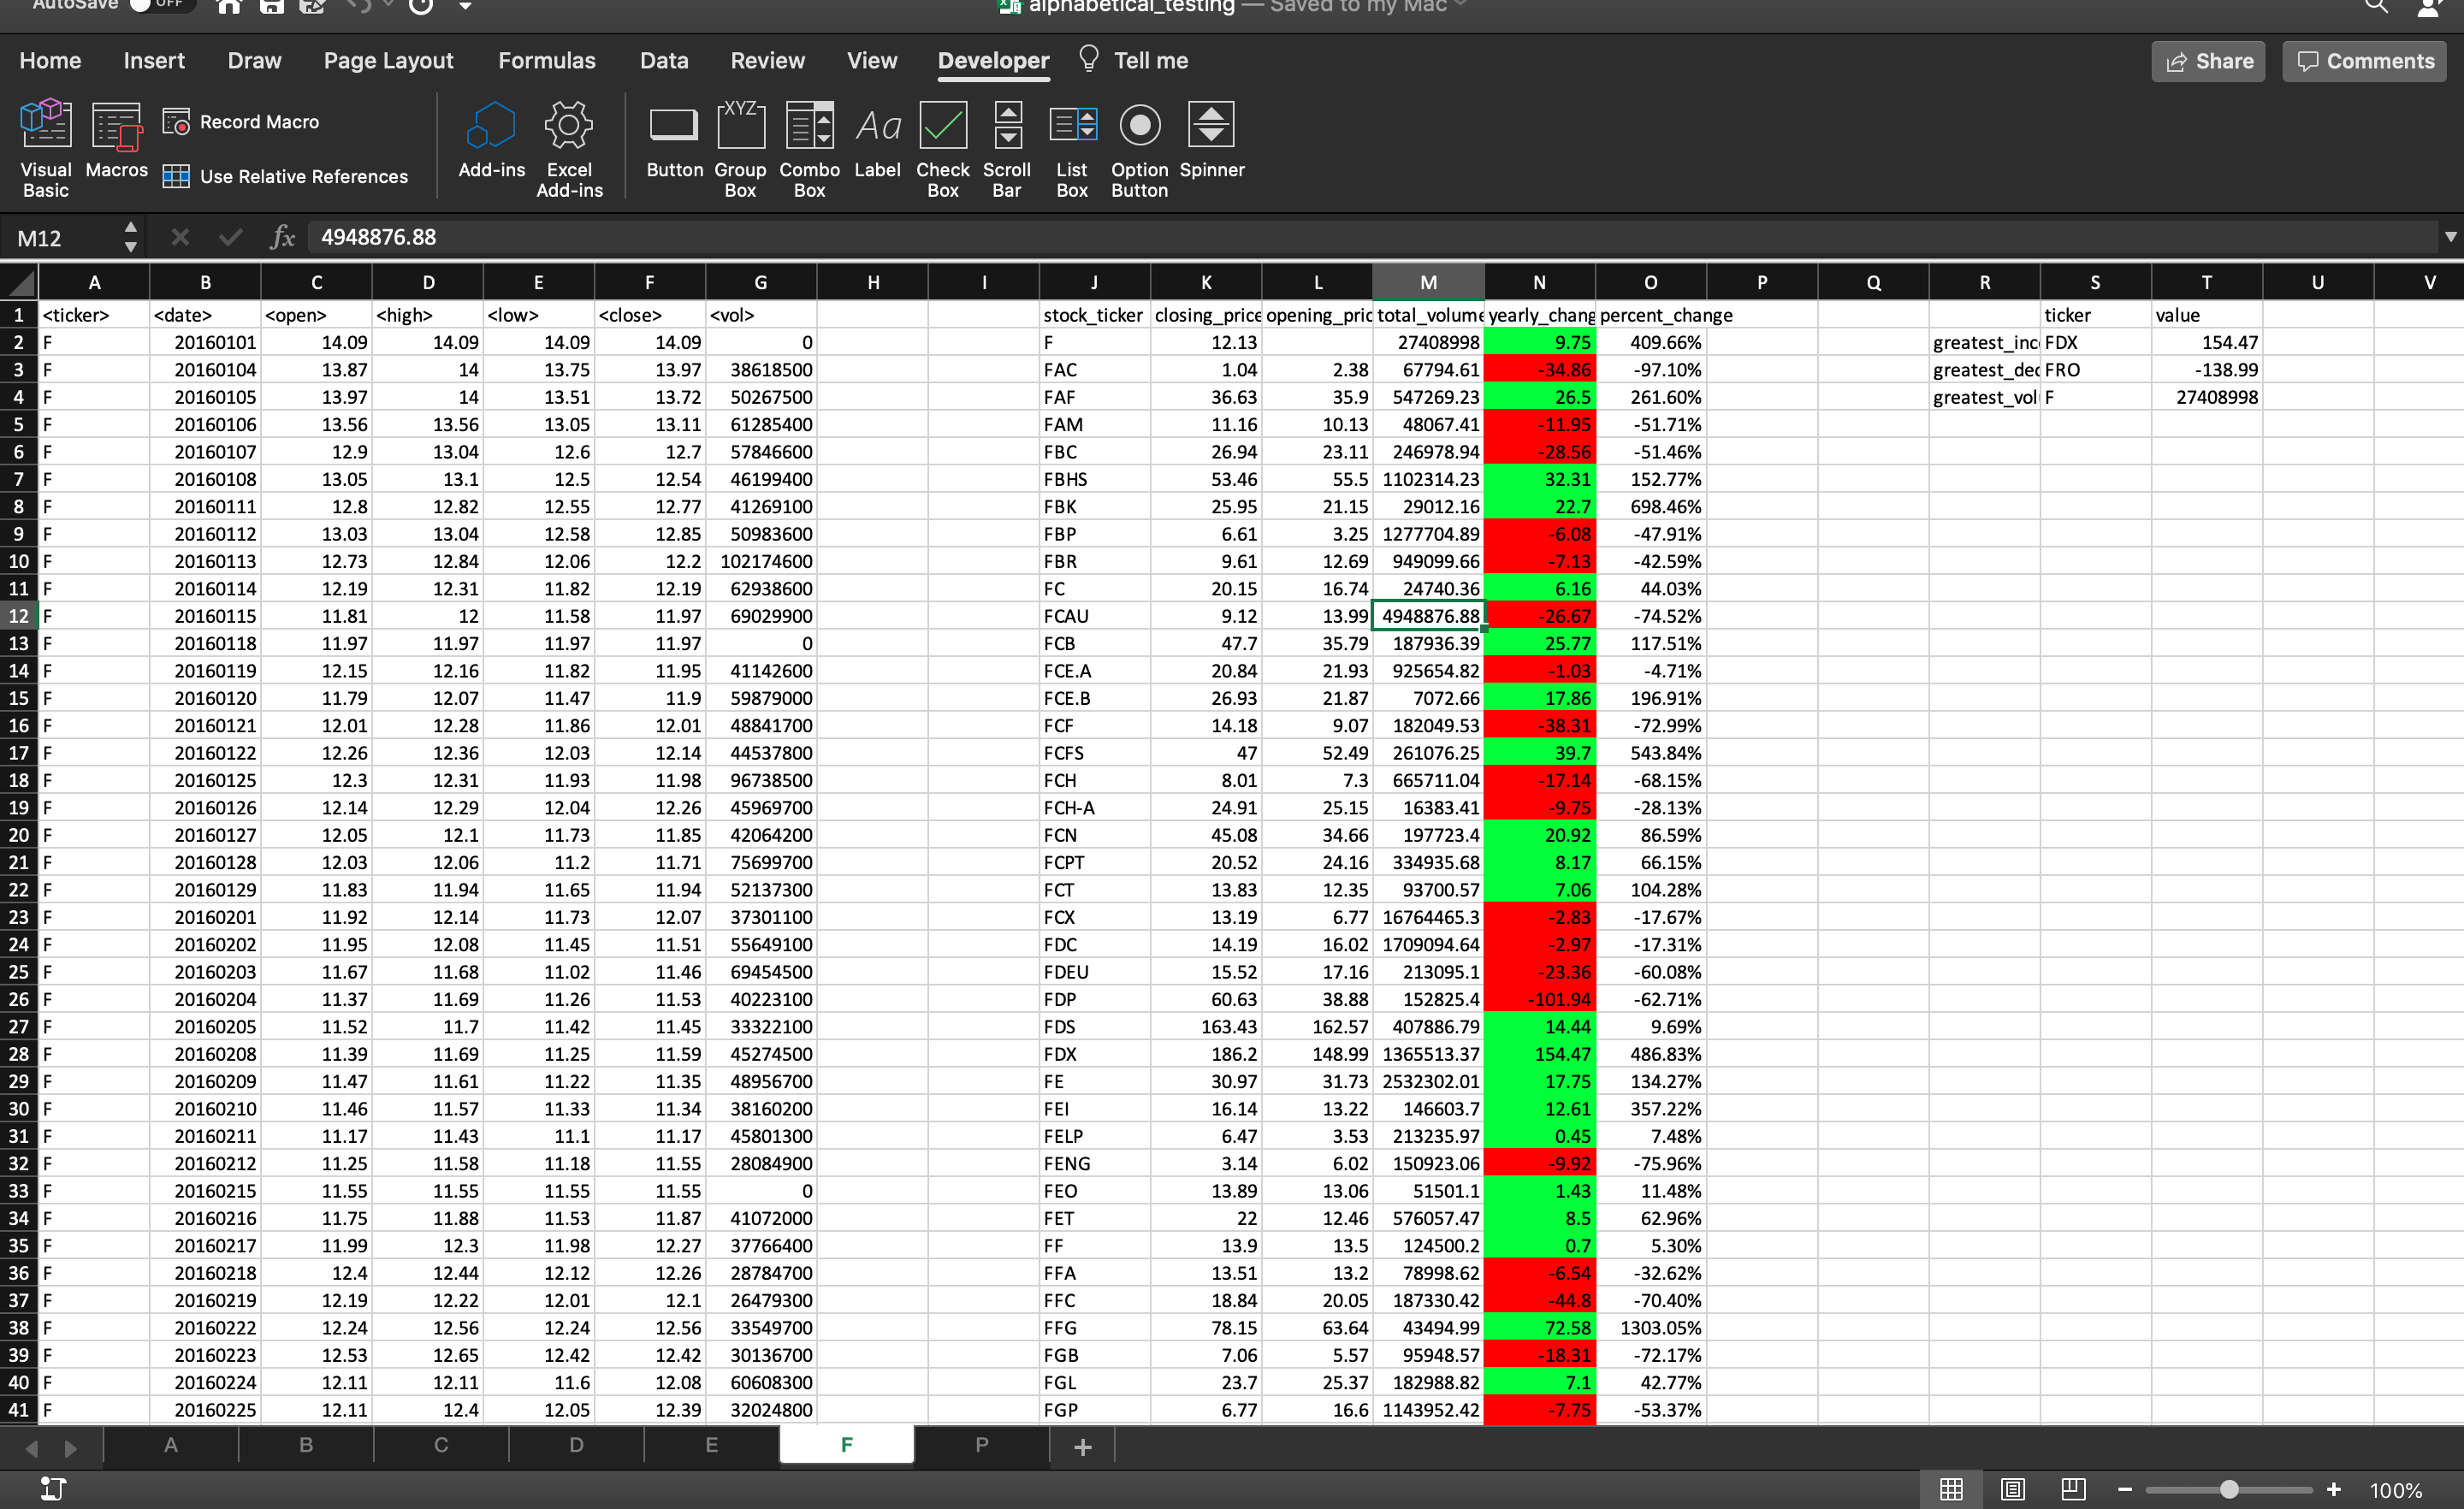 AutoSave OFF alphabetical_testing — Saved to my Mac
Home Insert Draw Page Layout Formulas Data Review View Developer Tell me Share Comments
Visual Basic Macros Record Macro Use Relative References Add-ins Excel Add-ins Button Group Box Combo Box Label Check Box Scroll Bar List Box Option Button Spinner
M12 fx 4948876.88
A B C D E F G H I J K L M N O P Q R S T U V
1 <ticker> <date> <open> <high> <low> <close> <vol> stock_ticker closing_price opening_pric total_volume yearly_chang percent_change ticker value
2 F 20160101 14.09 14.09 14.09 14.09 0 F 12.13 27408998 9.75 409.66% greatest_inc FDX 154.47
3 F 20160104 13.87 14 13.75 13.97 38618500 FAC 1.04 2.38 67794.61 -34.86 -97.10% greatest_dec FRO -138.99
4 F 20160105 13.97 14 13.51 13.72 50267500 FAF 36.63 35.9 547269.23 26.5 261.60% greatest_vol F 27408998
5 F 20160106 13.56 13.56 13.05 13.11 61285400 FAM 11.16 10.13 48067.41 -11.95 -51.71%
6 F 20160107 12.9 13.04 12.6 12.7 57846600 FBC 26.94 23.11 246978.94 -28.56 -51.46%
7 F 20160108 13.05 13.1 12.5 12.54 46199400 FBHS 53.46 55.5 1102314.23 32.31 152.77%
8 F 20160111 12.8 12.82 12.55 12.77 41269100 FBK 25.95 21.15 29012.16 22.7 698.46%
9 F 20160112 13.03 13.04 12.58 12.85 50983600 FBP 6.61 3.25 1277704.89 -6.08 -47.91%
10 F 20160113 12.73 12.84 12.06 12.2 102174600 FBR 9.61 12.69 949099.66 -7.13 -42.59%
11 F 20160114 12.19 12.31 11.82 12.19 62938600 FC 20.15 16.74 24740.36 6.16 44.03%
12 F 20160115 11.81 12 11.58 11.97 69029900 FCAU 9.12 13.99 4948876.88 -26.67 -74.52%
13 F 20160118 11.97 11.97 11.97 11.97 0 FCB 47.7 35.79 187936.39 25.77 117.51%
14 F 20160119 12.15 12.16 11.82 11.95 41142600 FCE.A 20.84 21.93 925654.82 -1.03 -4.71%
15 F 20160120 11.79 12.07 11.47 11.9 59879000 FCE.B 26.93 21.87 7072.66 17.86 196.91%
16 F 20160121 12.01 12.28 11.86 12.01 48841700 FCF 14.18 9.07 182049.53 -38.31 -72.99%
17 F 20160122 12.26 12.36 12.03 12.14 44537800 FCFS 47 52.49 261076.25 39.7 543.84%
18 F 20160125 12.3 12.31 11.93 11.98 96738500 FCH 8.01 7.3 665711.04 -17.14 -68.15%
19 F 20160126 12.14 12.29 12.04 12.26 45969700 FCH-A 24.91 25.15 16383.41 -9.75 -28.13%
20 F 20160127 12.05 12.1 11.73 11.85 42064200 FCN 45.08 34.66 197723.4 20.92 86.59%
21 F 20160128 12.03 12.06 11.2 11.71 75699700 FCPT 20.52 24.16 334935.68 8.17 66.15%
22 F 20160129 11.83 11.94 11.65 11.94 52137300 FCT 13.83 12.35 93700.57 7.06 104.28%
23 F 20160201 11.92 12.14 11.73 12.07 37301100 FCX 13.19 6.77 16764465.3 -2.83 -17.67%
24 F 20160202 11.95 12.08 11.45 11.51 55649100 FDC 14.19 16.02 1709094.64 -2.97 -17.31%
25 F 20160203 11.67 11.68 11.02 11.46 69454500 FDEU 15.52 17.16 213095.1 -23.36 -60.08%
26 F 20160204 11.37 11.69 11.26 11.53 40223100 FDP 60.63 38.88 152825.4 -101.94 -62.71%
27 F 20160205 11.52 11.7 11.42 11.45 33322100 FDS 163.43 162.57 407886.79 14.44 9.69%
28 F 20160208 11.39 11.69 11.25 11.59 45274500 FDX 186.2 148.99 1365513.37 154.47 486.83%
29 F 20160209 11.47 11.61 11.22 11.35 48956700 FE 30.97 31.73 2532302.01 17.75 134.27%
30 F 20160210 11.46 11.57 11.33 11.34 38160200 FEI 16.14 13.22 146603.7 12.61 357.22%
31 F 20160211 11.17 11.43 11.1 11.17 45801300 FELP 6.47 3.53 213235.97 0.45 7.48%
32 F 20160212 11.25 11.58 11.18 11.55 28084900 FENG 3.14 6.02 150923.06 -9.92 -75.96%
33 F 20160215 11.55 11.55 11.55 11.55 0 FEO 13.89 13.06 51501.1 1.43 11.48%
34 F 20160216 11.75 11.88 11.53 11.87 41072000 FET 22 12.46 576057.47 8.5 62.96%
35 F 20160217 11.99 12.3 11.98 12.27 37766400 FF 13.9 13.5 124500.2 0.7 5.30%
36 F 20160218 12.4 12.44 12.12 12.26 28784700 FFA 13.51 13.2 78998.62 -6.54 -32.62%
37 F 20160219 12.19 12.22 12.01 12.1 26479300 FFC 18.84 20.05 187330.42 -44.8 -70.40%
38 F 20160222 12.24 12.56 12.24 12.56 33549700 FFG 78.15 63.64 43494.99 72.58 1303.05%
39 F 20160223 12.53 12.65 12.42 12.42 30136700 FGB 7.06 5.57 95948.57 -18.31 -72.17%
40 F 20160224 12.11 12.11 11.6 12.08 60608300 FGL 23.7 25.37 182988.82 7.1 42.77%
41 F 20160225 12.11 12.4 12.05 12.39 32024800 FGP 6.77 16.6 1143952.42 -7.75 -53.37%
A B C D E F P +
100%